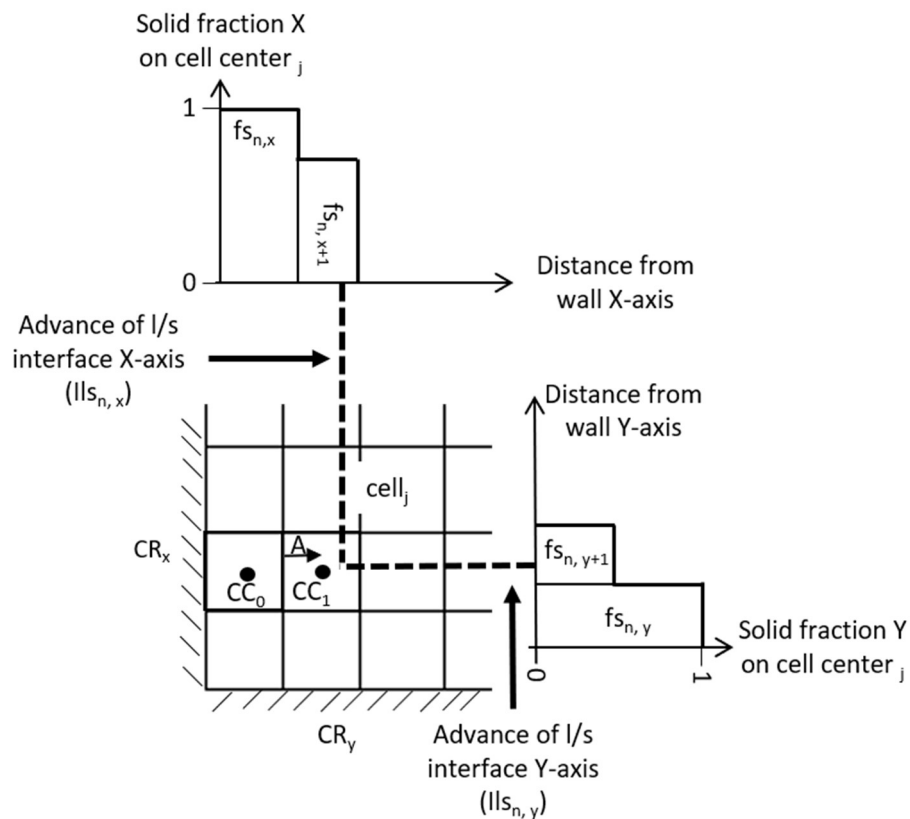 Solid fraction X
on cell center j
1
fsn,x
fsn, x+1
0
Distance from
wall X-axis
Advance of l/s
interface X-axis
(Ilsn, x)
Distance from
wall Y-axis
cellj
CRx
A
CC0
CC1
fsn, y+1
fsn, y
Solid fraction Y
on cell center j
0
1
CRy
Advance of l/s
interface Y-axis
(Ilsn, y)